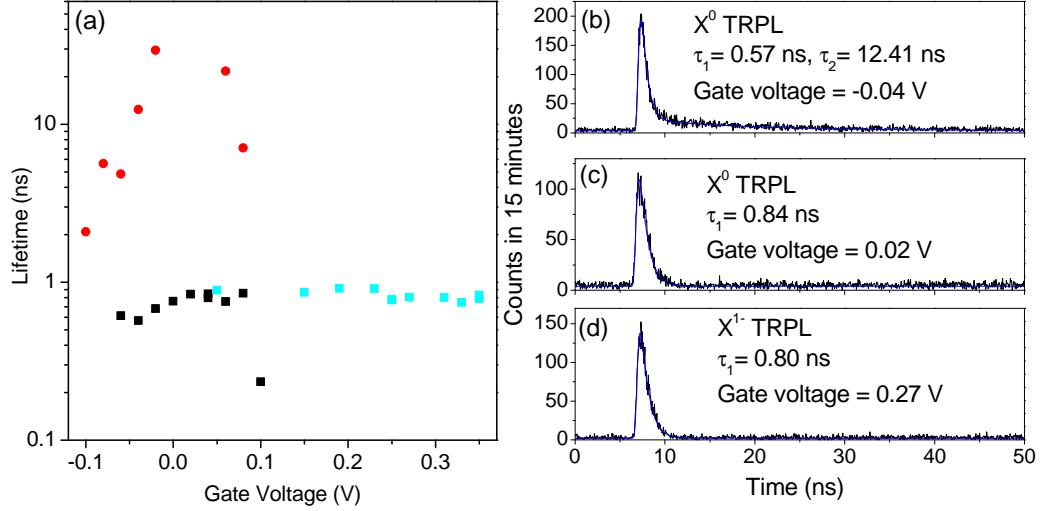 (a)
10
1
0.1
-0.1
0.0
0.1
0.2
0.3
Gate Voltage (V)
Lifetime (ns)
Counts in 15 minutes
(b)
X⁰ TRPL
τ₁= 0.57 ns, τ₂= 12.41 ns
Gate voltage = -0.04 V
200
150
100
50
0
(c)
X⁰ TRPL
τ₁= 0.84 ns
Gate voltage = 0.02 V
100
50
0
(d)
X¹⁻ TRPL
τ₁= 0.80 ns
Gate voltage = 0.27 V
150
100
50
0
0
10
20
30
40
50
Time (ns)